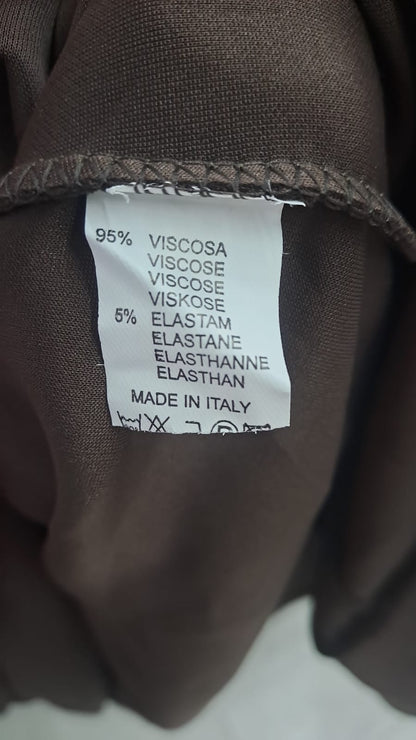 95% VISCOSA
VISCOSE
VISCOSE
VISKOSE
5% ELASTAM
ELASTANE
ELASTHANNE
ELASTHAN
MADE IN ITALY